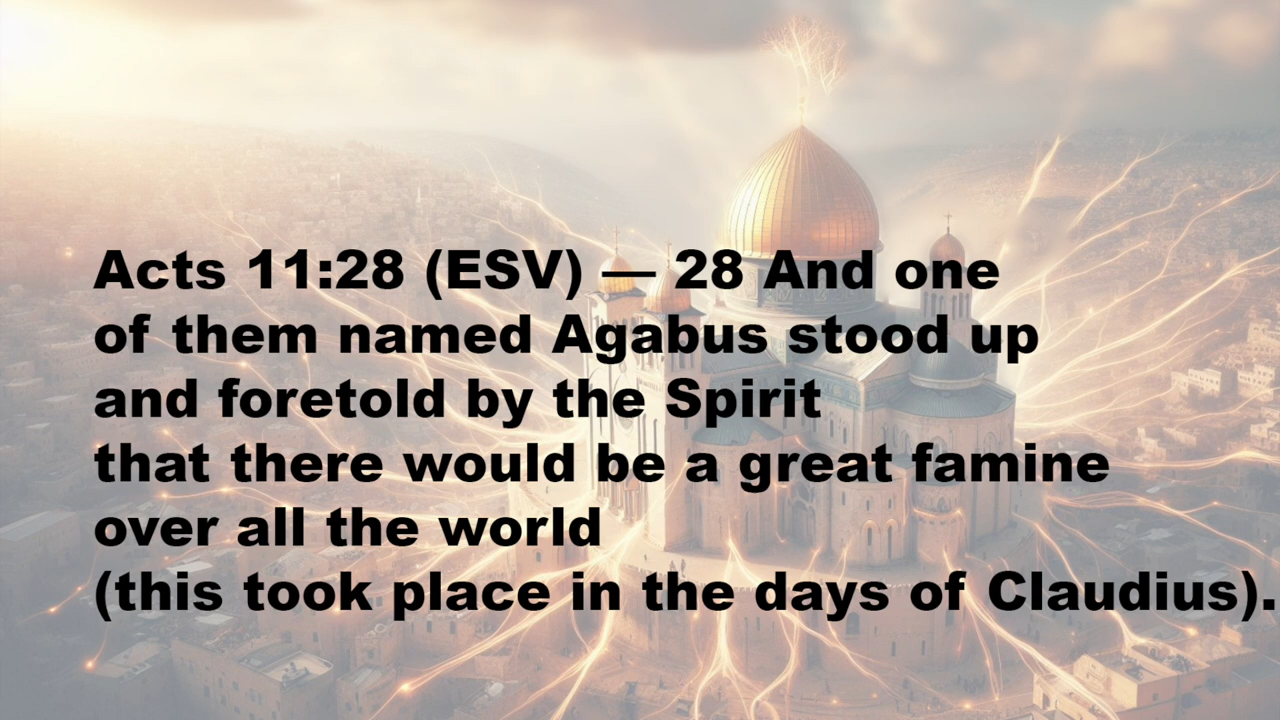 Acts 11:28 (ESV) — 28 And one
of them named Agabus stood up
and foretold by the Spirit
that there would be a great famine
over all the world
(this took place in the days of Claudius).